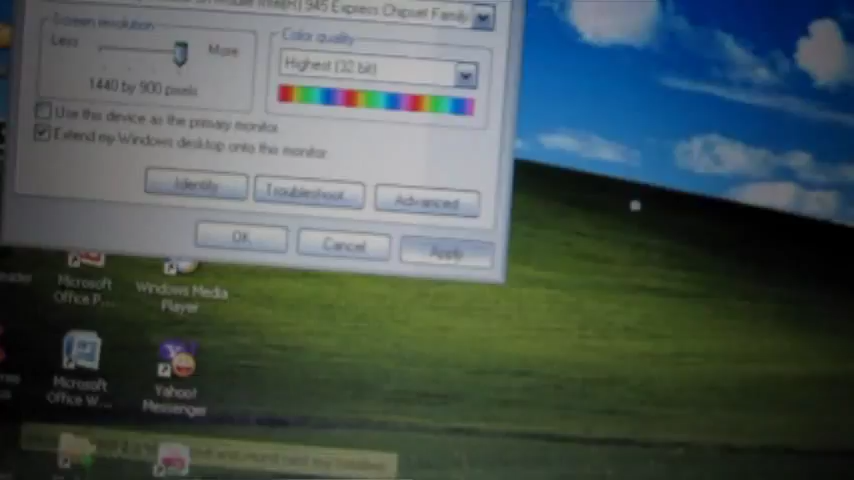 945 Express Chipset Family
Screen resolution
Less
More
1440 by 900 pixels
Color quality
Highest (32 bit)
Use this device as the primary monitor.
Extend my Windows desktop onto this monitor.
Identify
Troubleshoot...
Advanced
OK
Cancel
Apply
Microsoft
Office P...
Windows Media
Player
Microsoft
Office W...
Yahoo!
Messenger